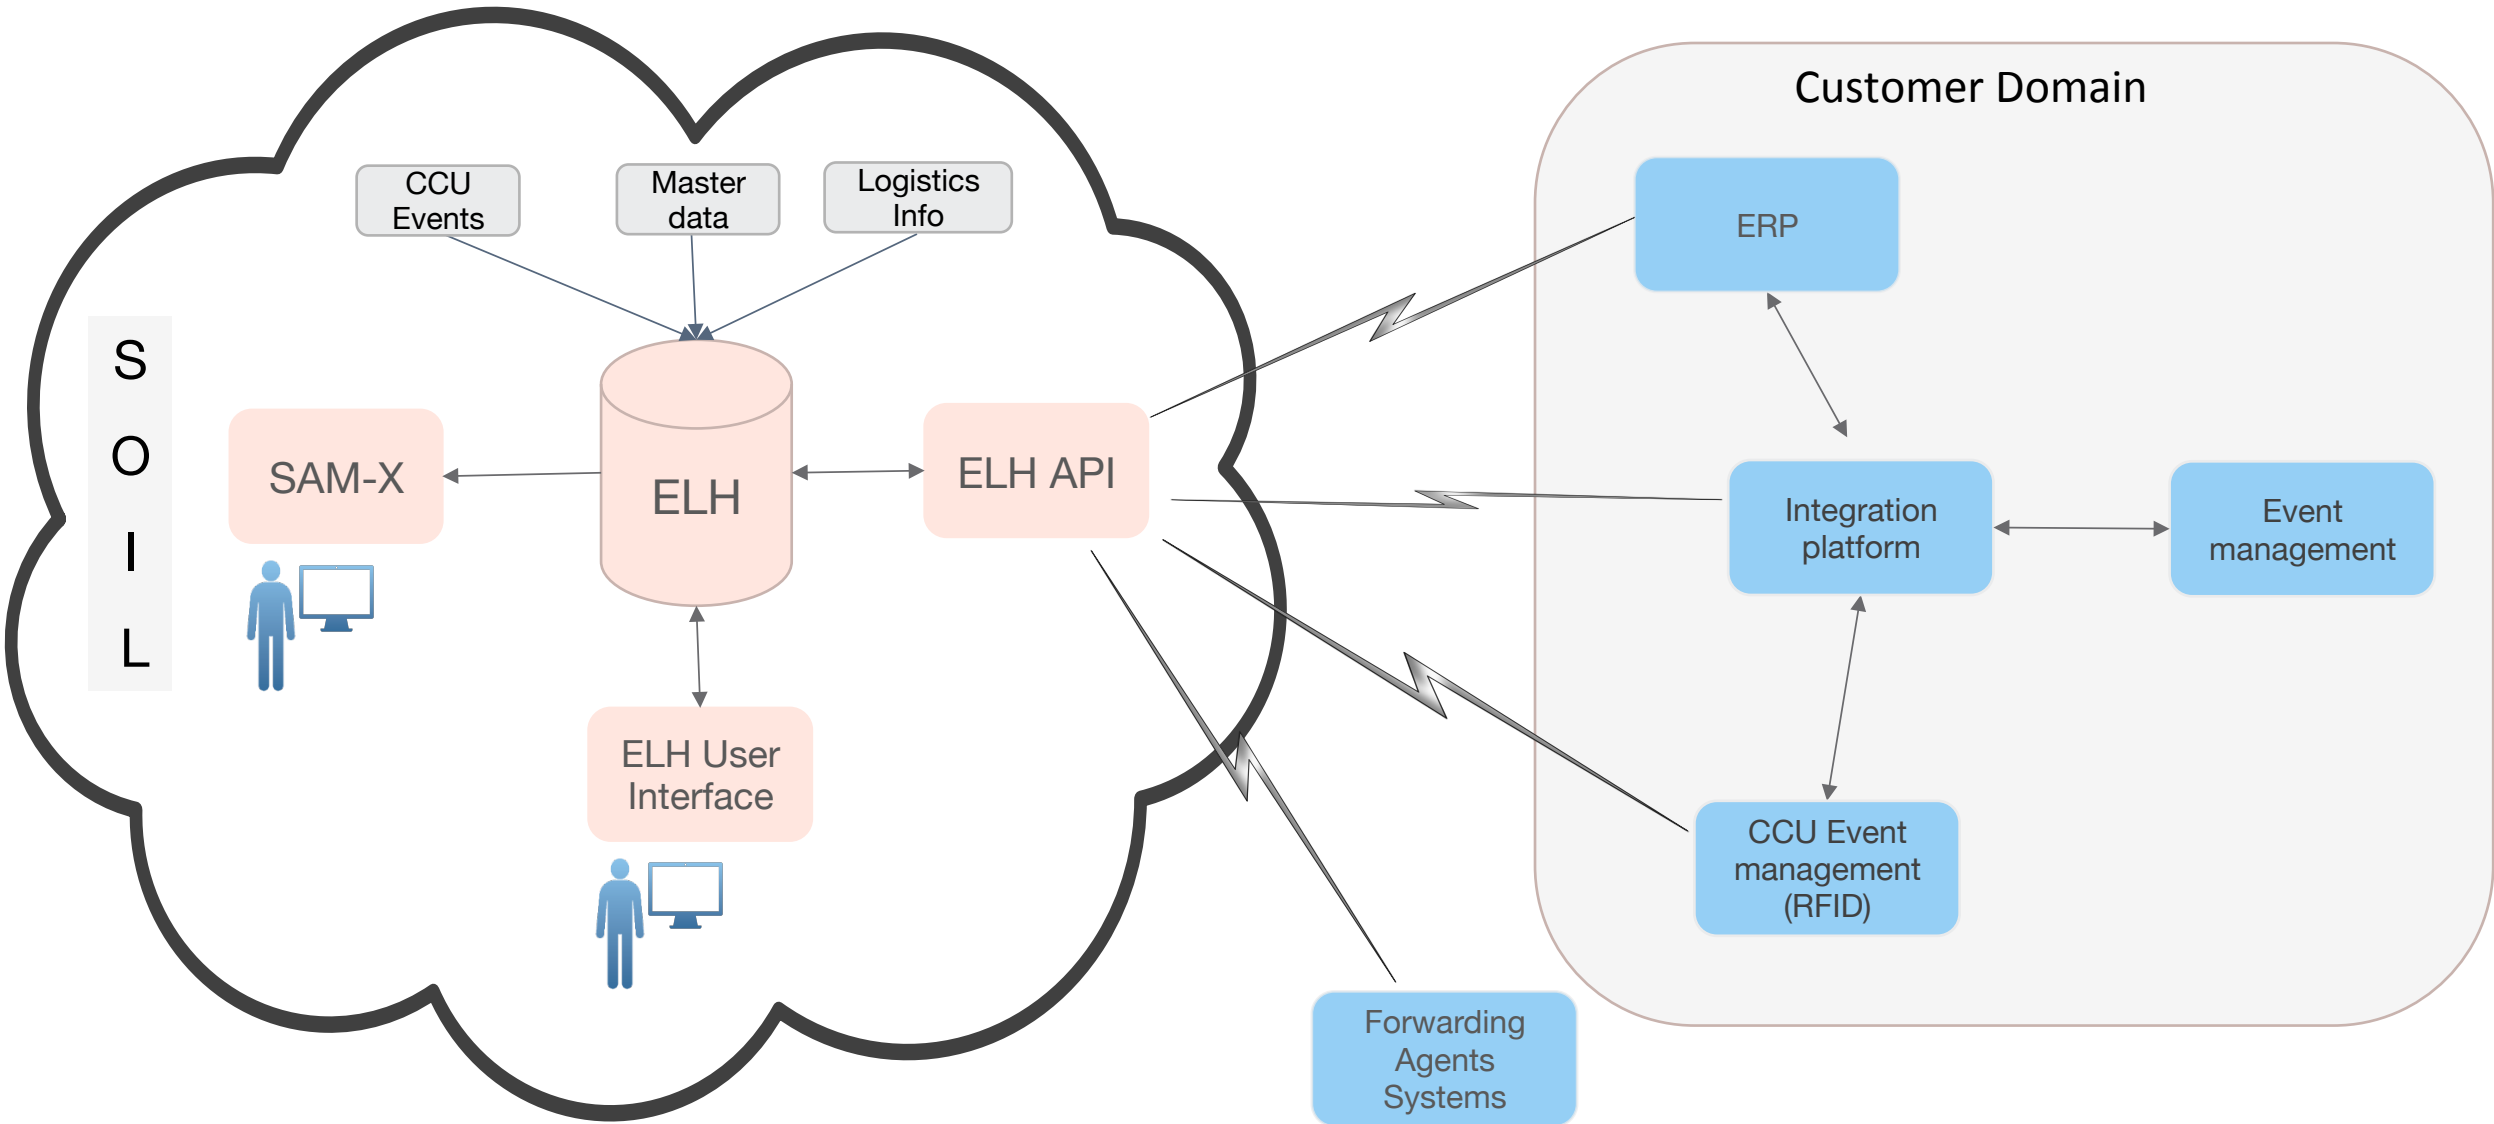 Customer Domain
CCU
Events
Master
data
Logistics
Info
ERP
S
O
I
L
SAM-X
ELH
ELH API
Integration
platform
Event
management
ELH User
Interface
CCU Event
management
(RFID)
Forwarding
Agents
Systems